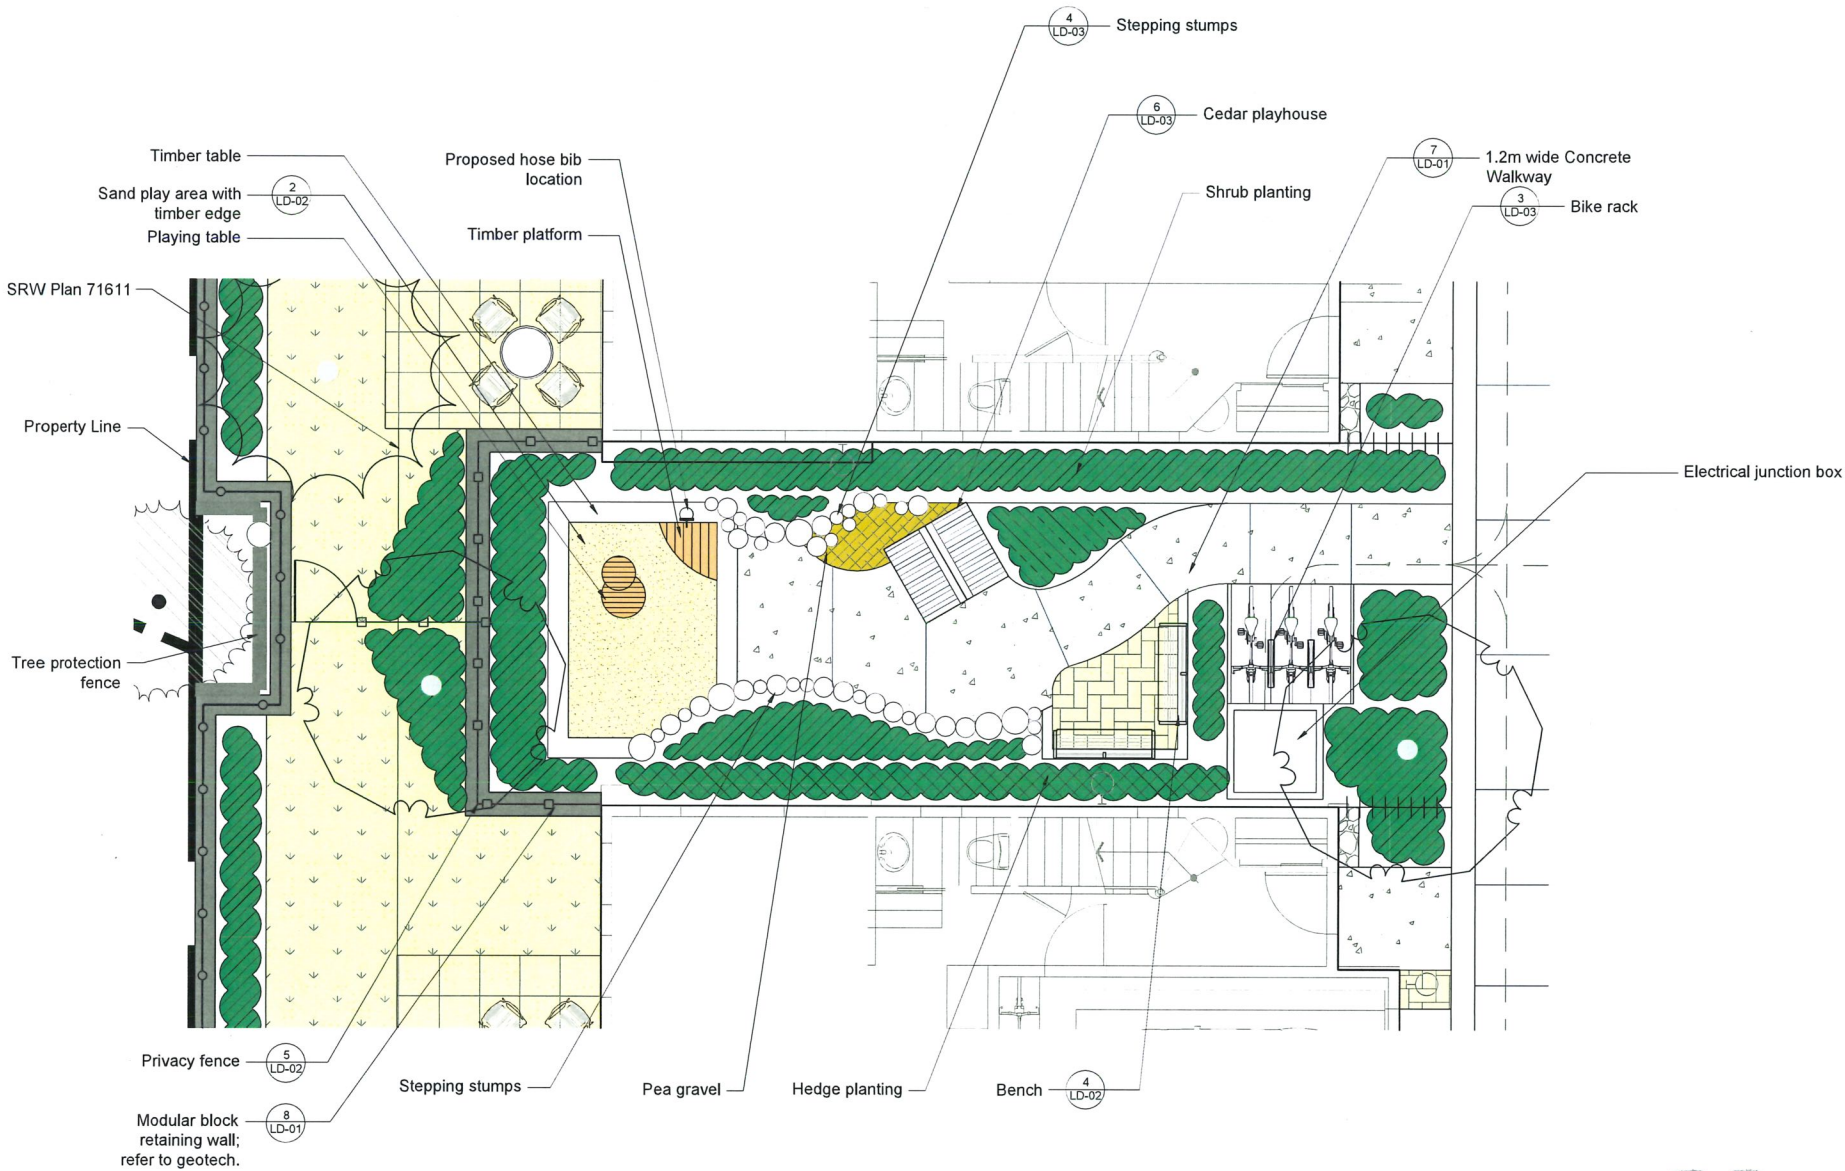 4
LD-03
Stepping stumps
6
LD-03
Cedar playhouse
7
LD-01
1.2m wide Concrete
Walkway
3
LD-03
Bike rack
Shrub planting
Timber table
Proposed hose bib
location
Sand play area with
timber edge
2
LD-02
Playing table
Timber platform
SRW Plan 71611
Property Line
Electrical junction box
Tree protection
fence
Privacy fence
5
LD-02
Stepping stumps
Pea gravel
Hedge planting
Bench
4
LD-02
Modular block
retaining wall;
refer to geotech.
8
LD-01